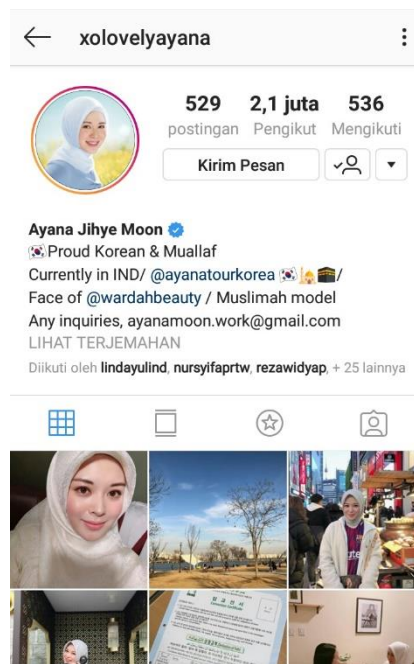 xolovelyayana
529 2,1 juta 536
postingan Pengikut Mengikuti
Kirim Pesan
Ayana Jihye Moon
Proud Korean & Muallaf
Currently in IND/ @ayanatourkorea /
Face of @wardahbeauty / Muslimah model
Any inquiries, ayanamoon.work@gmail.com
LIHAT TERJEMAHAN
Diikuti oleh lindayulind, nursyifaprtw, rezawidyap, + 25 lainnya